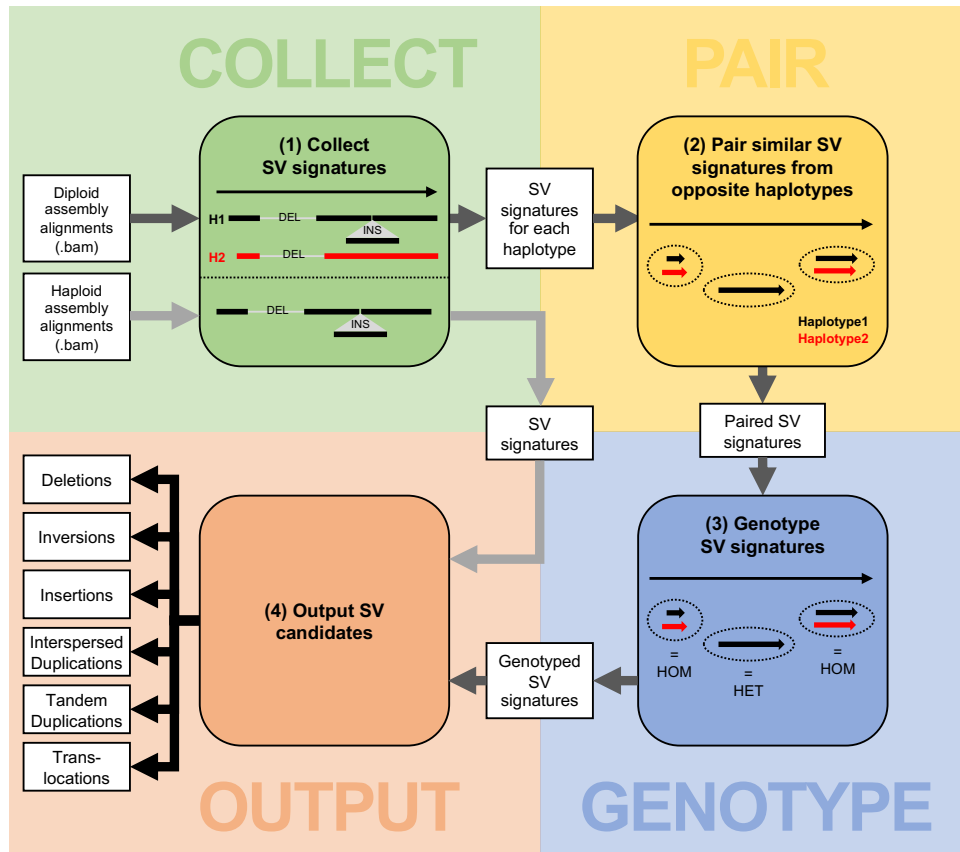 COLLECT
PAIR
(1) Collect
SV signatures
H1
DEL
INS
H2
DEL
DEL
INS
Diploid
assembly
alignments
(.bam)
Haploid
assembly
alignments
(.bam)
SV
signatures
for each
haplotype
(2) Pair similar SV
signatures from
opposite haplotypes
Haplotype1
Haplotype2
SV
signatures
Paired SV
signatures
(3) Genotype
SV signatures
=
HOM
=
HET
=
HOM
Genotyped
SV
signatures
(4) Output SV
candidates
Deletions
Inversions
Insertions
Interspersed
Duplications
Tandem
Duplications
Trans-
locations
OUTPUT
GENOTYPE